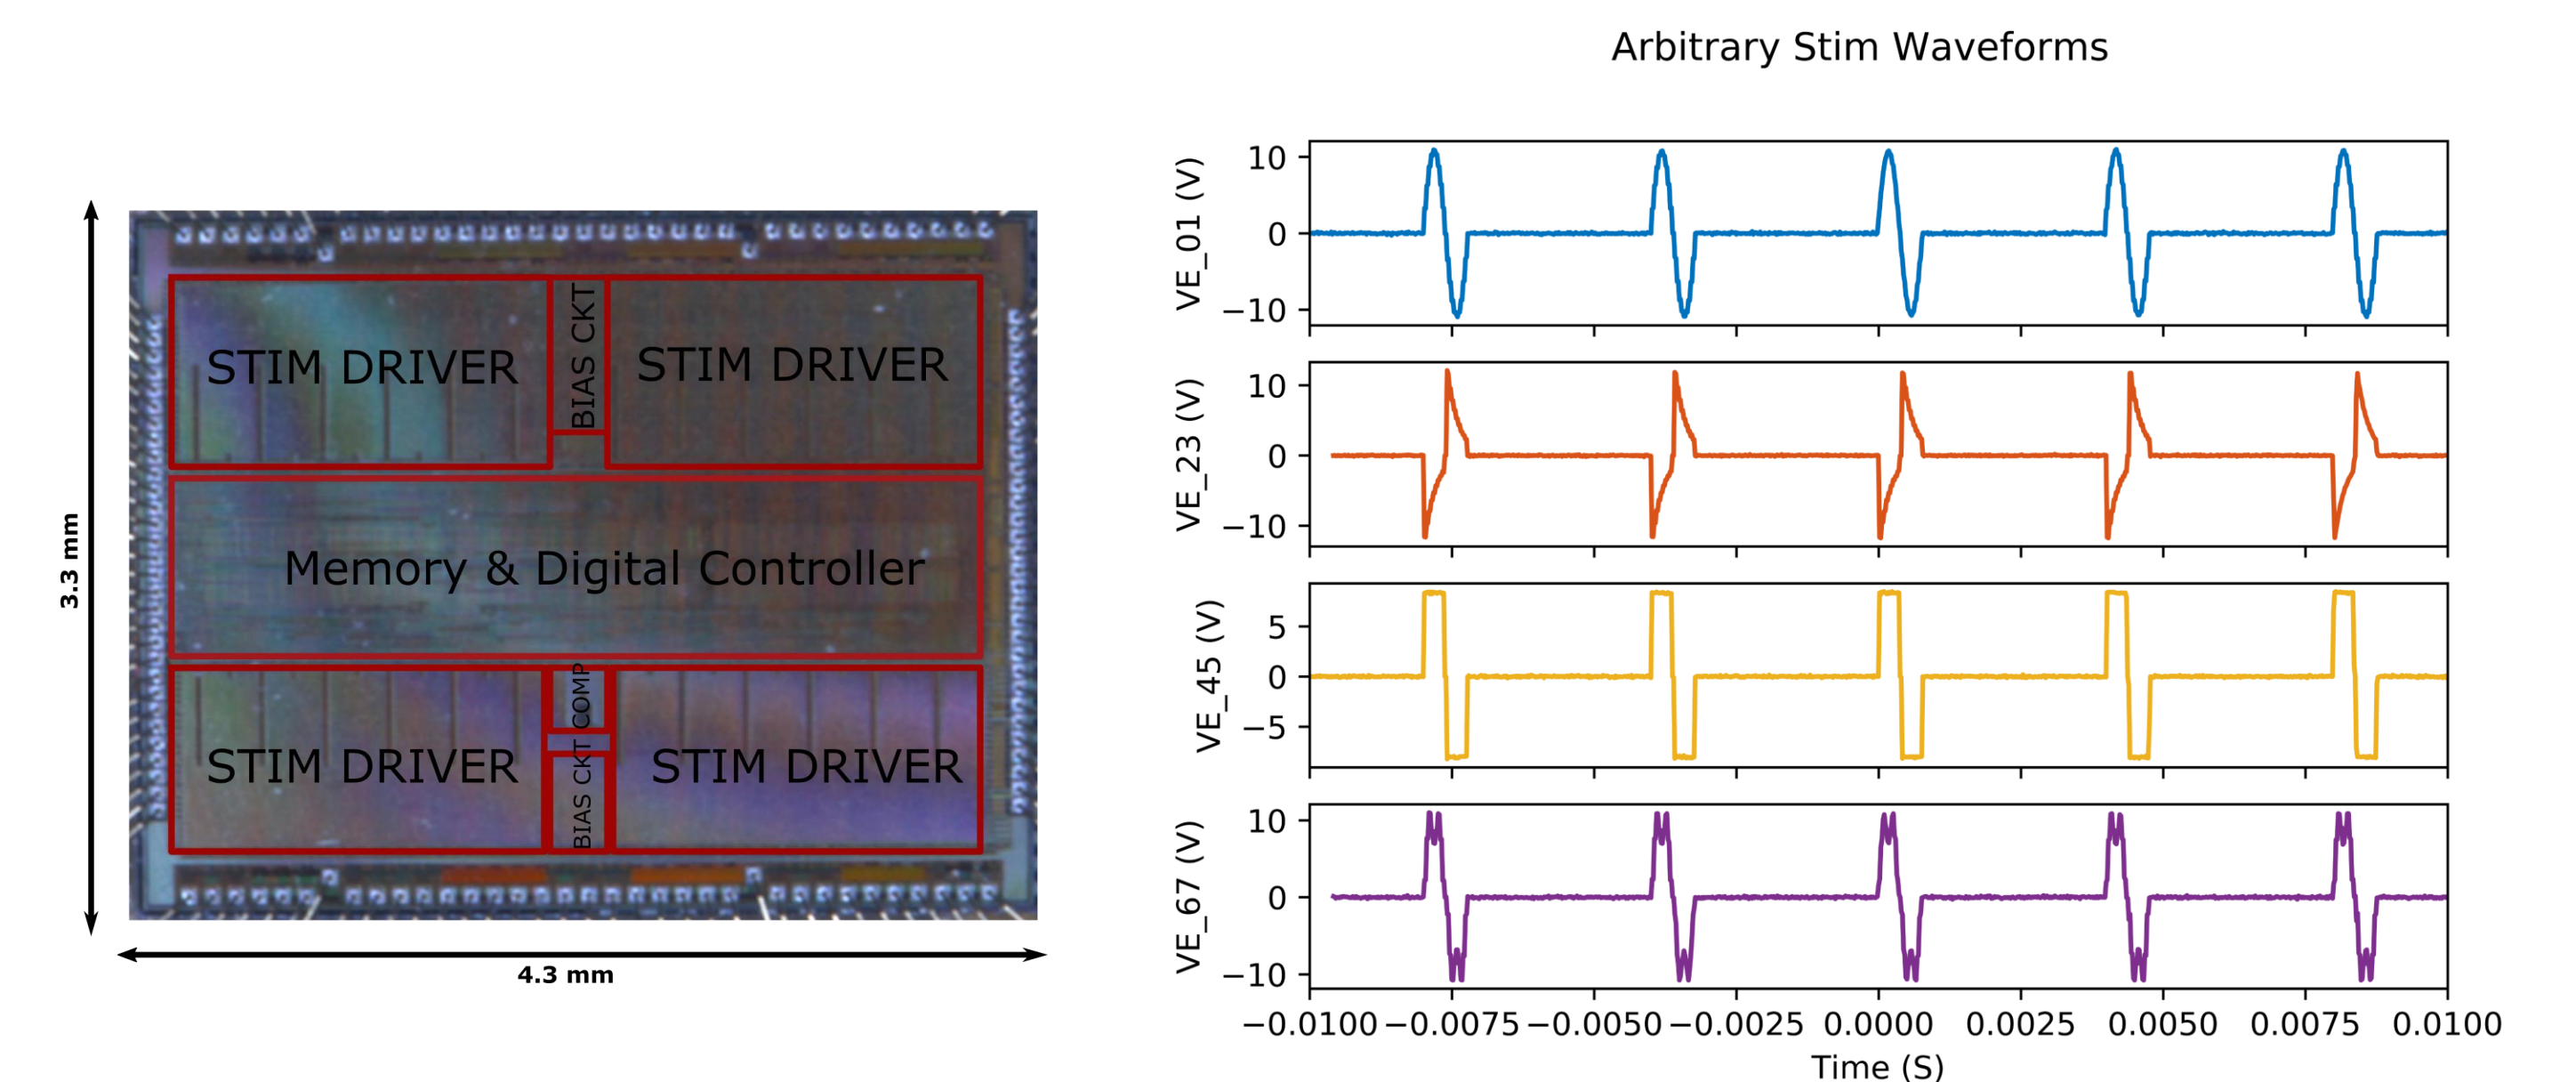 Arbitrary Stim Waveforms
3.3 mm
4.3 mm
STIM DRIVER
BIAS CKT
STIM DRIVER
Memory & Digital Controller
STIM DRIVER
COMP
BIAS CKT
STIM DRIVER
VE_01 (V)
10
0
−10
VE_23 (V)
10
0
−10
VE_45 (V)
5
0
−5
VE_67 (V)
10
0
−10
−0.0100 −0.0075 −0.0050 −0.0025 0.0000 0.0025 0.0050 0.0075 0.0100
Time (S)